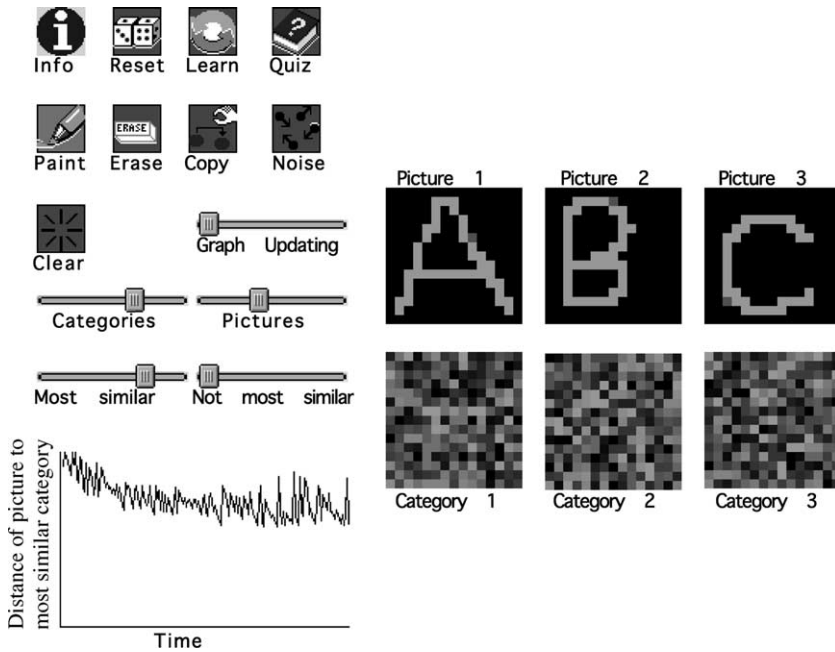 Info Reset Learn Quiz
ERASE
Paint Erase Copy Noise
?
Clear
Graph Updating
Categories Pictures
Most similar Not most similar
Distance of picture to
most similar category
Time
Picture 1 Picture 2 Picture 3
A B C
Category 1 Category 2 Category 3